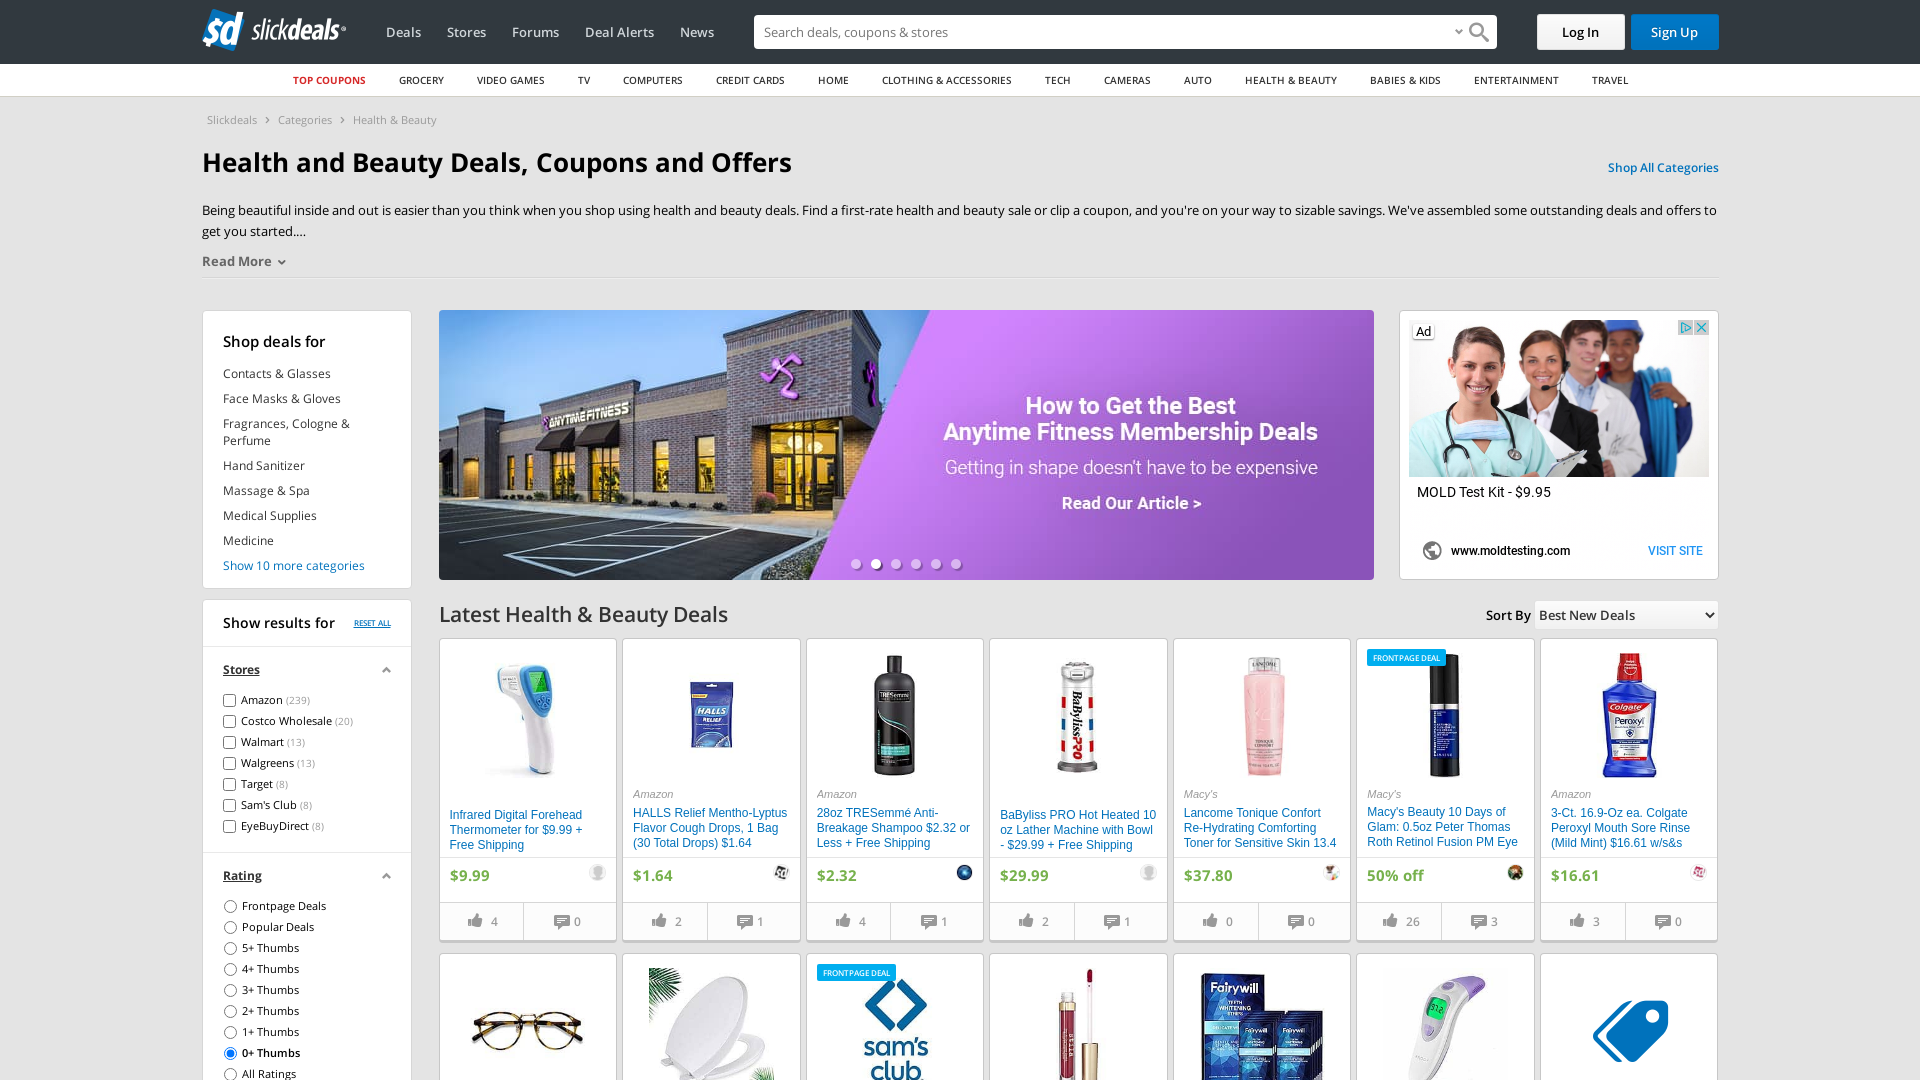 slickdeals
Deals
Stores
Forums
Deal Alerts
News
Search deals, coupons & stores
Log In
Sign Up
TOP COUPONS
GROCERY
VIDEO GAMES
TV
COMPUTERS
CREDIT CARDS
HOME
CLOTHING & ACCESSORIES
TECH
CAMERAS
AUTO
HEALTH & BEAUTY
BABIES & KIDS
ENTERTAINMENT
TRAVEL
Slickdeals
Categories
Health & Beauty
Health and Beauty Deals, Coupons and Offers
Shop All Categories
Being beautiful inside and out is easier than you think when you shop using health and beauty deals. Find a first-rate health and beauty sale or clip a coupon, and you're on your way to sizable savings. We've assembled some outstanding deals and offers to
get you started....
Read More
Shop deals for
Contacts & Glasses
Face Masks & Gloves
Fragrances, Cologne &
Perfume
Hand Sanitizer
Massage & Spa
Medical Supplies
Medicine
Show 10 more categories
ANYTIME FITNESS
How to Get the Best
Anytime Fitness Membership Deals
Getting in shape doesn't have to be expensive
Read Our Article >
Ad
MOLD Test Kit - $9.95
www.moldtesting.com
VISIT SITE
Show results for
RESET ALL
Stores
Amazon (239)
Costco Wholesale (20)
Walmart (13)
Walgreens (13)
Target (8)
Sam's Club (8)
EyeBuyDirect (8)
Rating
Frontpage Deals
Popular Deals
5+ Thumbs
4+ Thumbs
3+ Thumbs
2+ Thumbs
1+ Thumbs
0+ Thumbs
All Ratings
Latest Health & Beauty Deals
Sort By
Best New Deals
Infrared Digital Forehead
Thermometer for $9.99 +
Free Shipping
$9.99
4
0
HALLS
RELIEF
Amazon
HALLS Relief Mentho-Lyptus
Flavor Cough Drops, 1 Bag
(30 Total Drops) $1.64
$1.64
2
1
TRESemmé
Amazon
28oz TRESemmé Anti-
Breakage Shampoo $2.32 or
Less + Free Shipping
$2.32
4
1
BaBylissPRO
BaByliss PRO Hot Heated 10
oz Lather Machine with Bowl
- $29.99 + Free Shipping
$29.99
2
1
LANCOME
TONIQUE
CONFORT
Macy's
Lancome Tonique Confort
Re-Hydrating Comforting
Toner for Sensitive Skin 13.4
$37.80
0
0
FRONTPAGE DEAL
Macy's
Macy's Beauty 10 Days of
Glam: 0.5oz Peter Thomas
Roth Retinol Fusion PM Eye
50% off
26
3
Colgate
Peroxyl
Amazon
3-Ct. 16.9-Oz ea. Colgate
Peroxyl Mouth Sore Rinse
(Mild Mint) $16.61 w/s&s
$16.61
3
0
FRONTPAGE DEAL
sam's
club
stila
Fairywill
TEETH
WHITENING
STRIPS
Fairywill
Fairywill